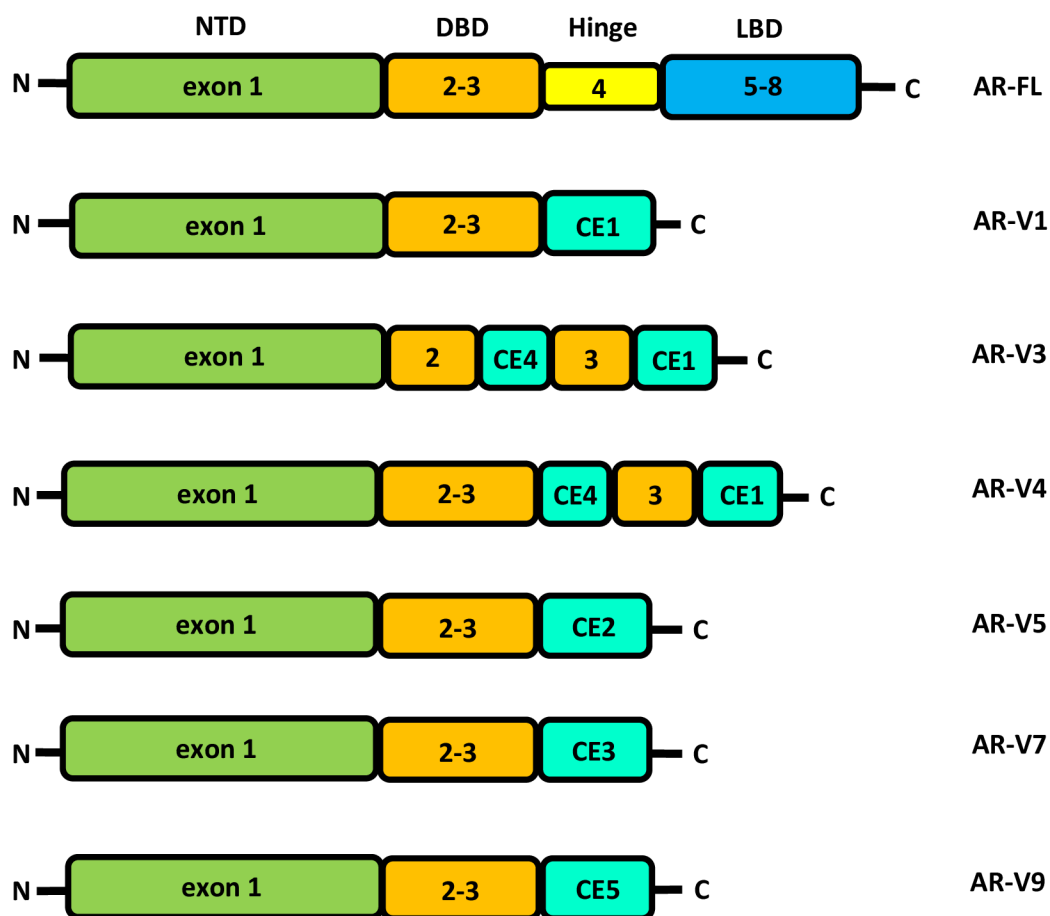 NTD DBD Hinge LBD
N exon 1 2-3 4 5-8 C AR-FL
N exon 1 2-3 CE1 C AR-V1
N exon 1 2 CE4 3 CE1 C AR-V3
N exon 1 2-3 CE4 3 CE1 C AR-V4
N exon 1 2-3 CE2 C AR-V5
N exon 1 2-3 CE3 C AR-V7
N exon 1 2-3 CE5 C AR-V9